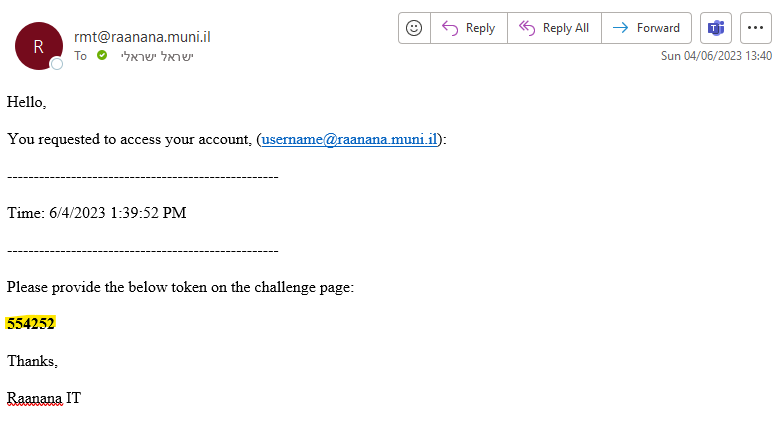 R
rmt@raanana.muni.il
To ישראל ישראלי
Reply Reply All Forward
Sun 04/06/2023 13:40
Hello,
You requested to access your account, (username@raanana.muni.il):
---------------------------------------------------
Time: 6/4/2023 1:39:52 PM
---------------------------------------------------
Please provide the below token on the challenge page:
554252
Thanks,
Raanana IT